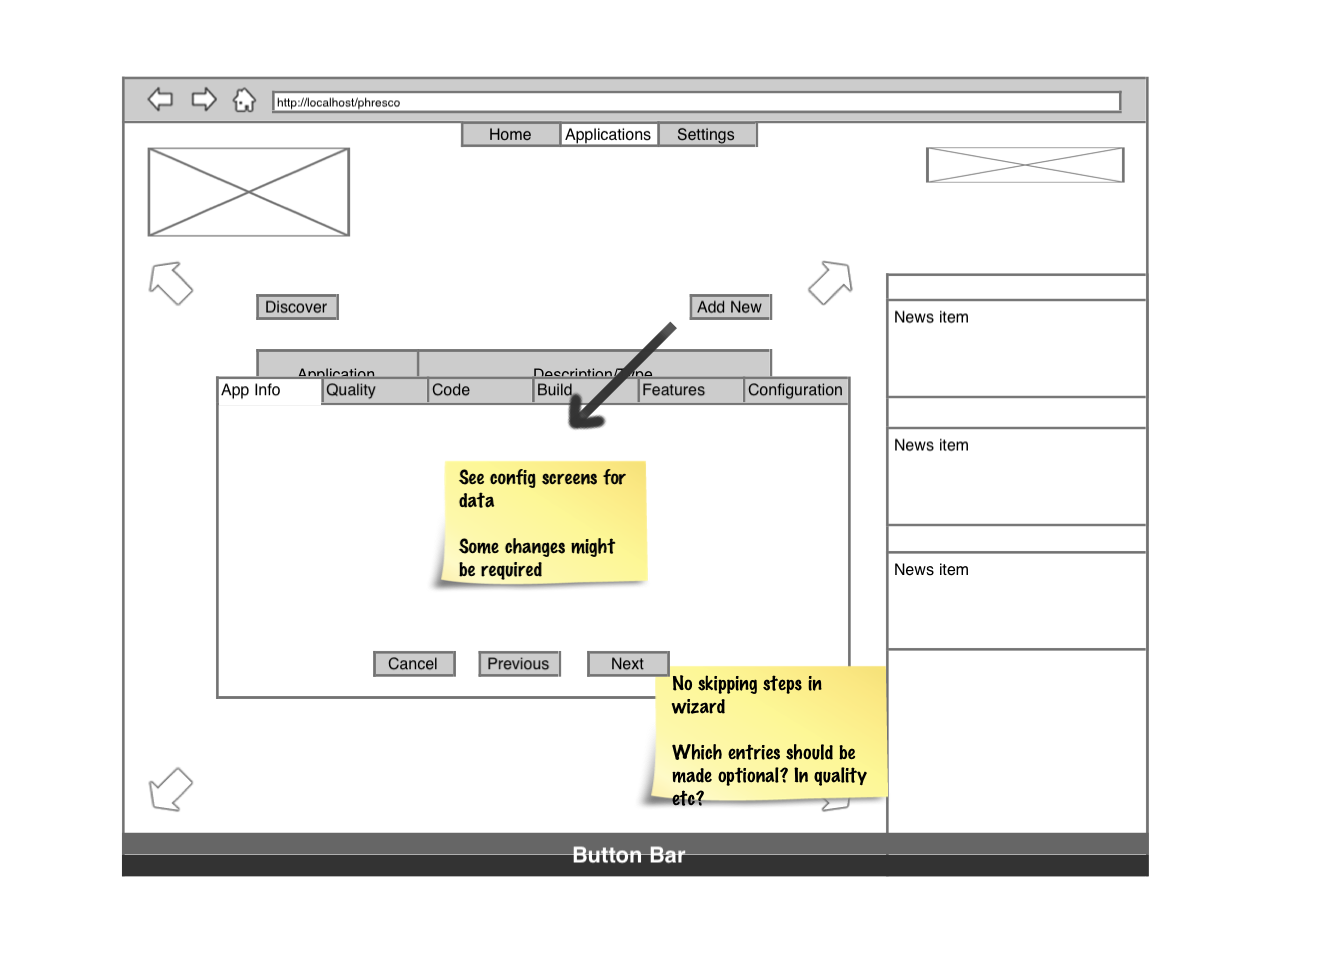 http://localhost/phresco
Home Applications Settings
Discover
Add New
Application Description/Type
App Info Quality Code Build Features Configuration
See config screens for
data
Some changes might
be required
Cancel Previous Next
No skipping steps in
wizard
Which entries should be
made optional? In quality
etc?
News item
News item
News item
Button Bar